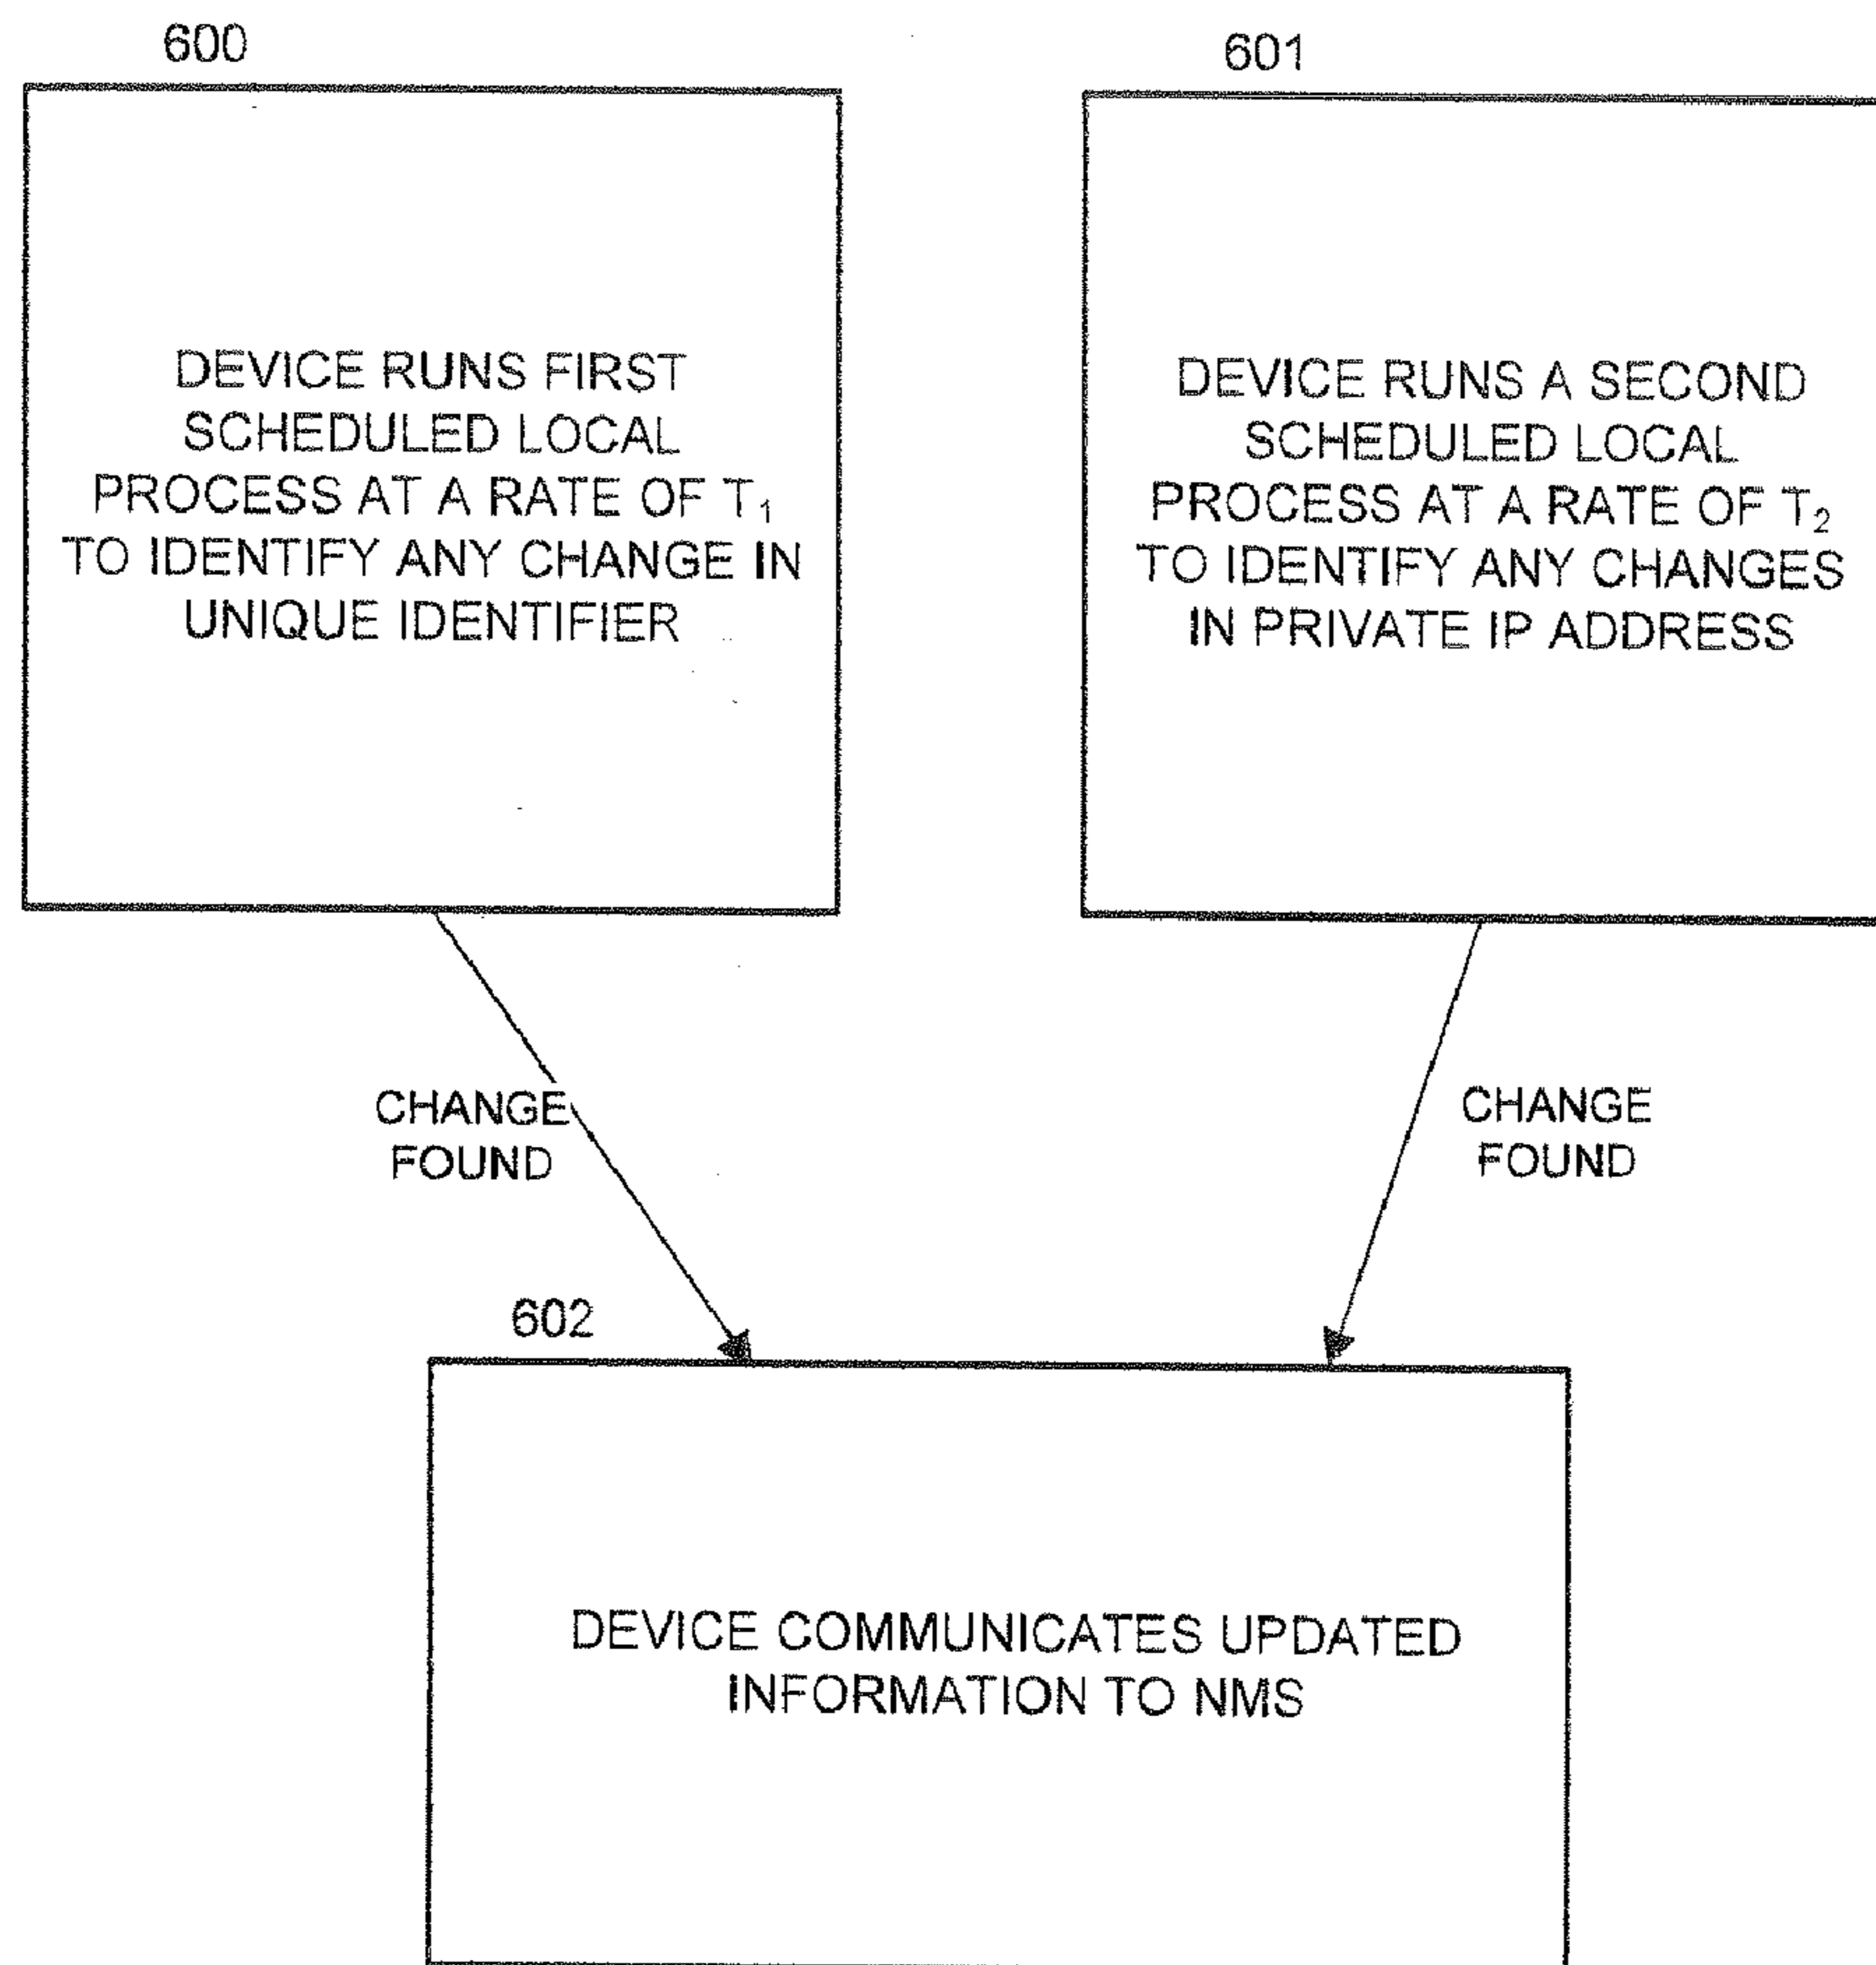 600
DEVICE RUNS FIRST
SCHEDULED LOCAL
PROCESS AT A RATE OF T₁
TO IDENTIFY ANY CHANGE IN
UNIQUE IDENTIFIER
601
DEVICE RUNS A SECOND
SCHEDULED LOCAL
PROCESS AT A RATE OF T₂
TO IDENTIFY ANY CHANGES
IN PRIVATE IP ADDRESS
CHANGE
FOUND
CHANGE
FOUND
602
DEVICE COMMUNICATES UPDATED
INFORMATION TO NMS